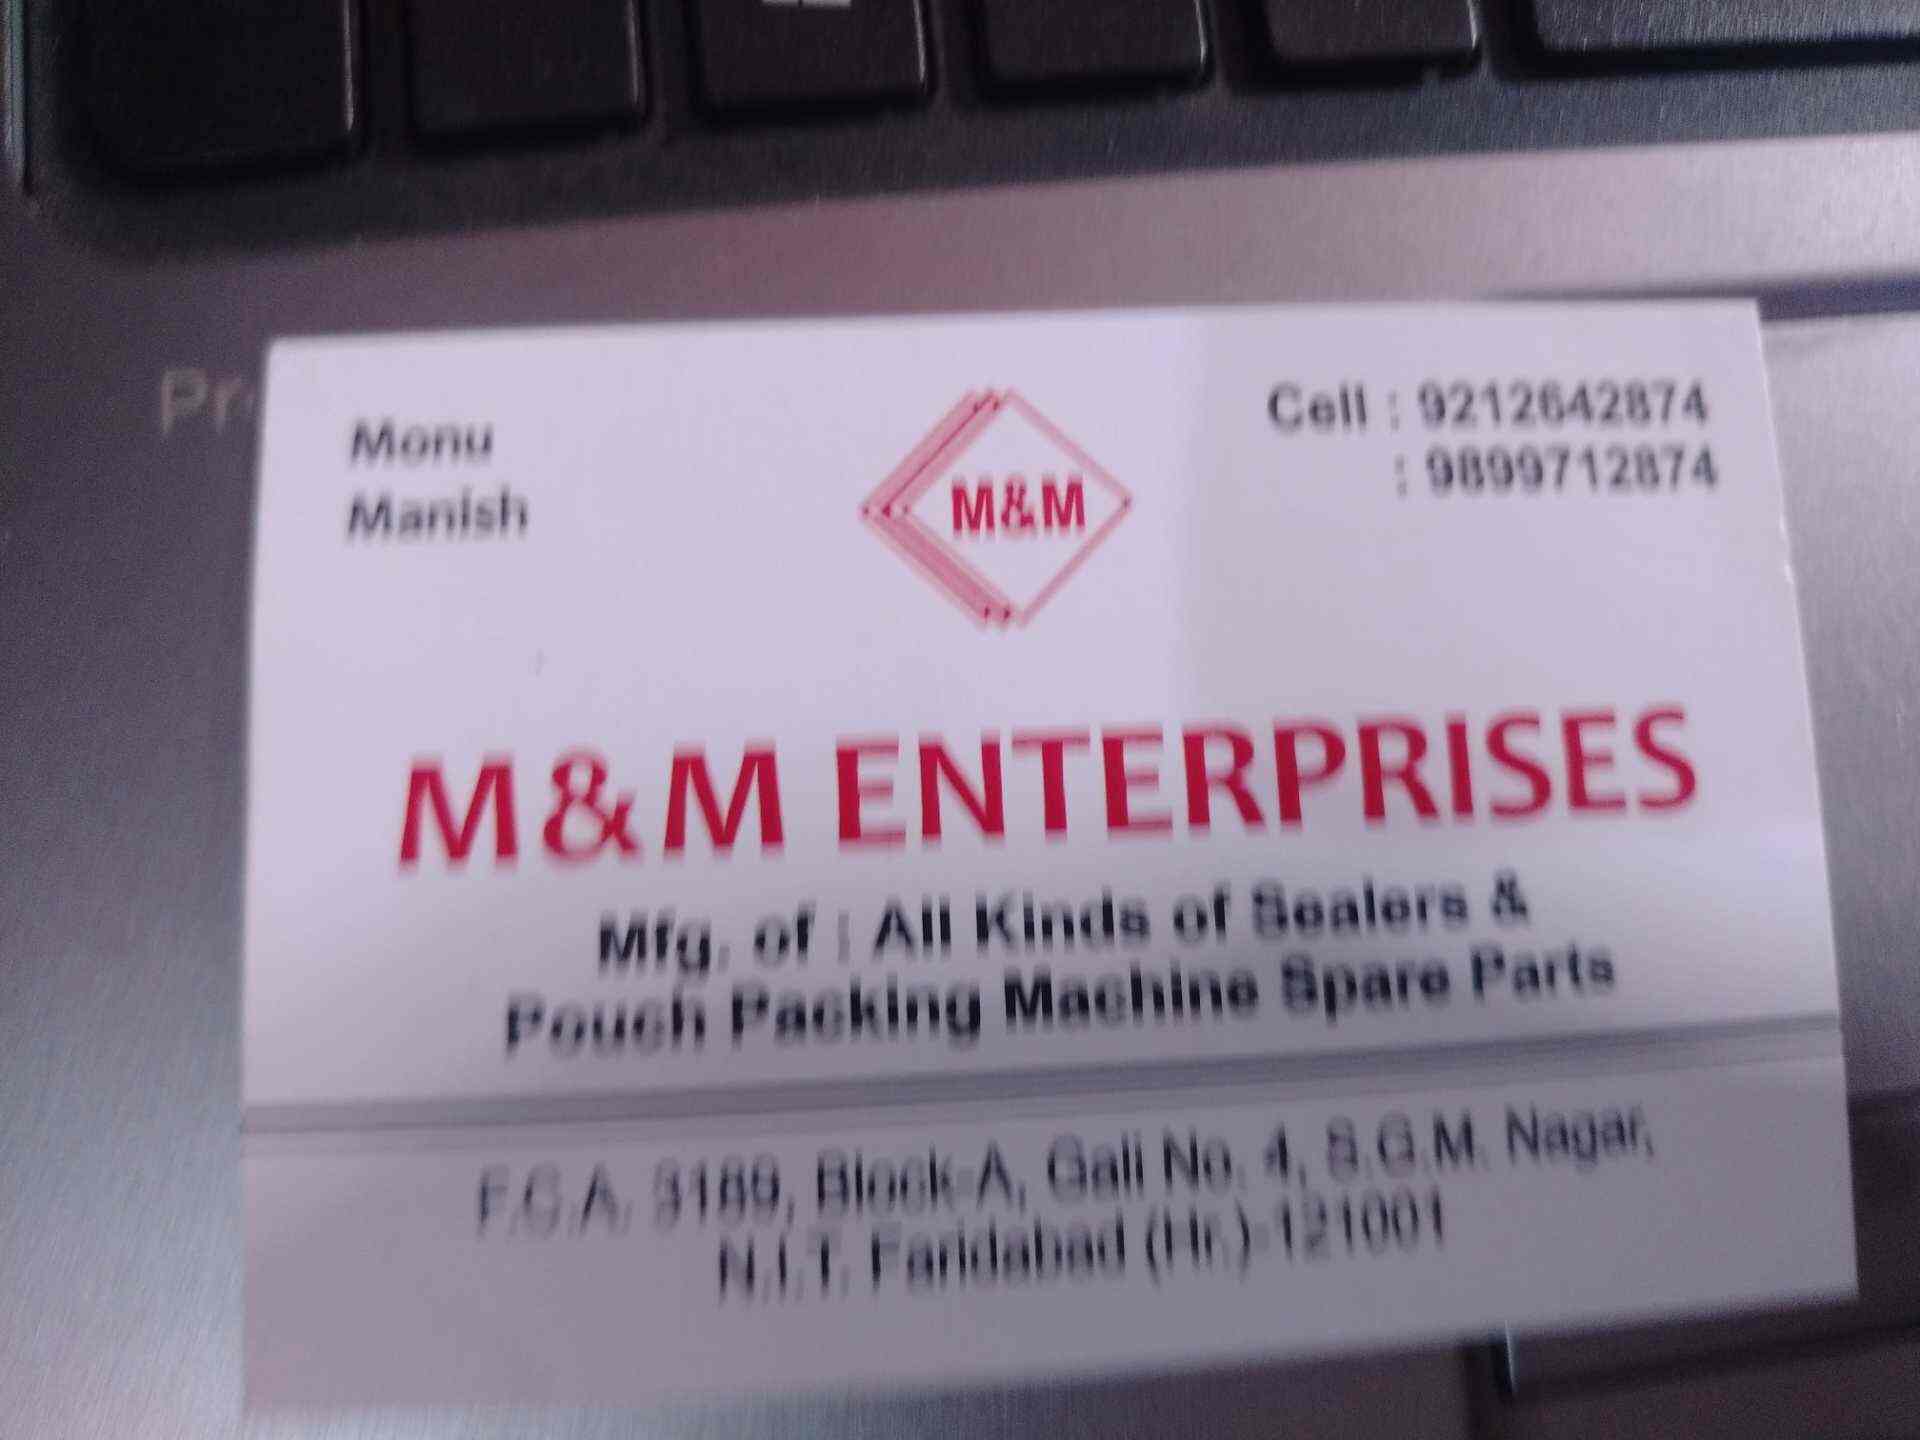 Pr
Monu
Manish
M&M
Cell : 9212642874
: 9899712874
M&M ENTERPRISES
Mfg. of : All Kinds of Sealers &
Pouch Packing Machine Spare Parts
Block-A, Gali No. 4, S.G.M. Nagar,
N.I.T. Faridabad (Hr.)-121001